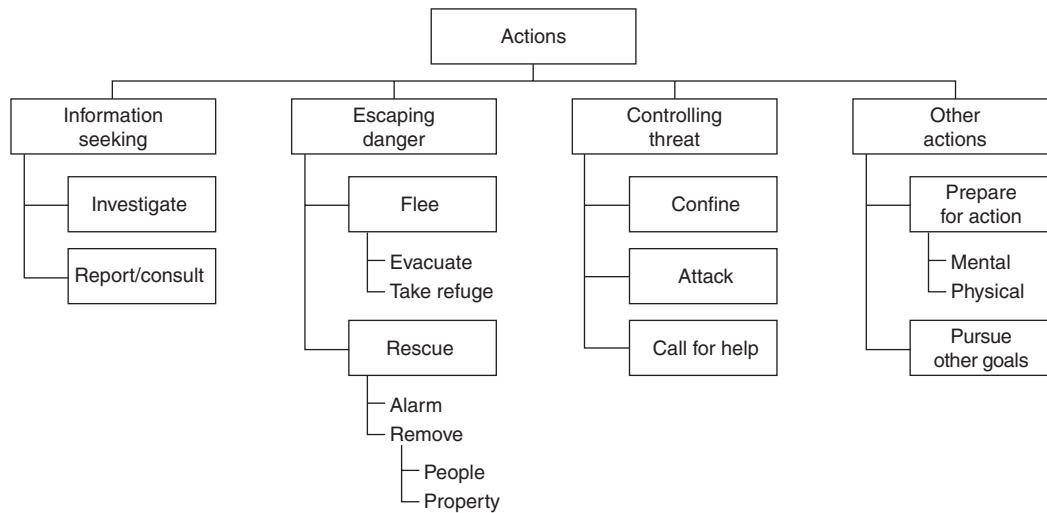 Actions
Information
seeking
Investigate
Report/consult
Escaping
danger
Flee
Evacuate
Take refuge
Rescue
Alarm
Remove
People
Property
Controlling
threat
Confine
Attack
Call for help
Other
actions
Prepare
for action
Mental
Physical
Pursue
other goals